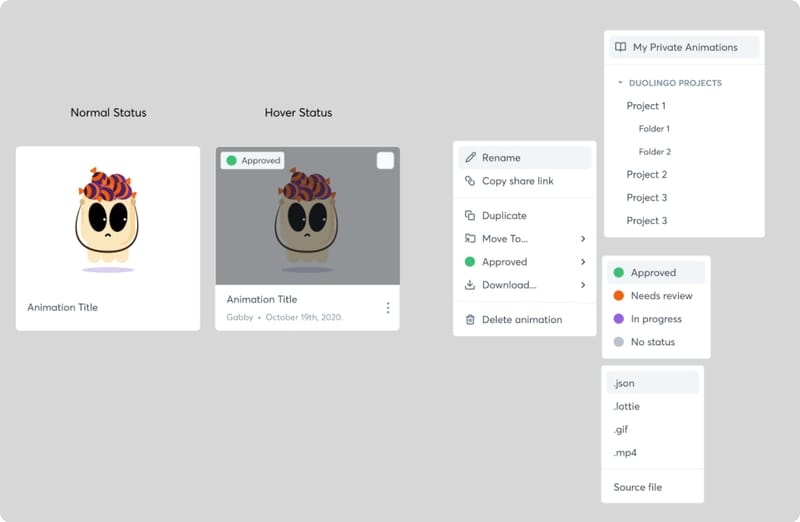 Normal Status
Animation Title
Hover Status
Approved
Animation Title
Gabby • October 19th, 2020.
Rename
Copy share link
Duplicate
Move To...
Approved
Download...
Delete animation
My Private Animations
DUOLINGO PROJECTS
Project 1
Folder 1
Folder 2
Project 2
Project 3
Project 3
Approved
Needs review
In progress
No status
.json
.lottie
.gif
.mp4
Source file